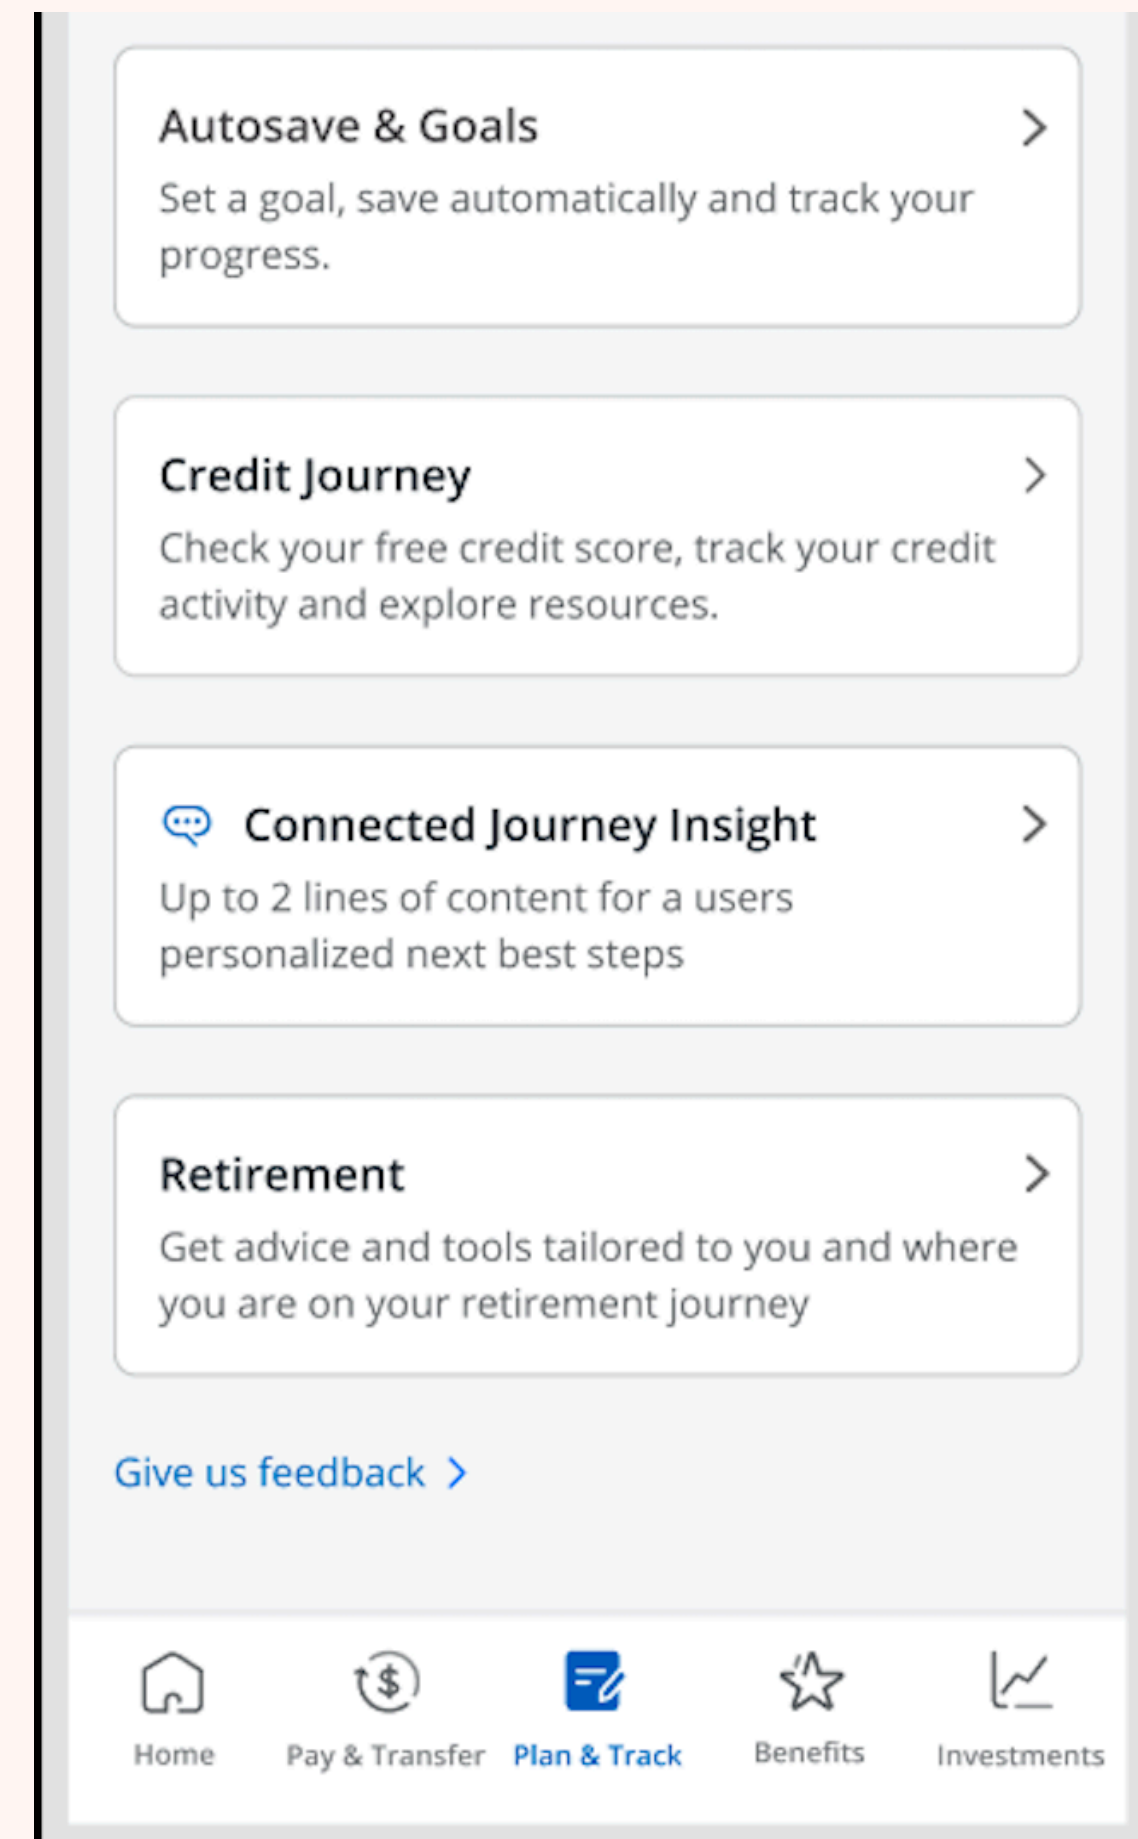 Autosave & Goals
Set a goal, save automatically and track your
progress.
Credit Journey
Check your free credit score, track your credit
activity and explore resources.
Connected Journey Insight
Up to 2 lines of content for a users
personalized next best steps
Retirement
Get advice and tools tailored to you and where
you are on your retirement journey
Give us feedback
Home
Pay & Transfer
Plan & Track
Benefits
Investments